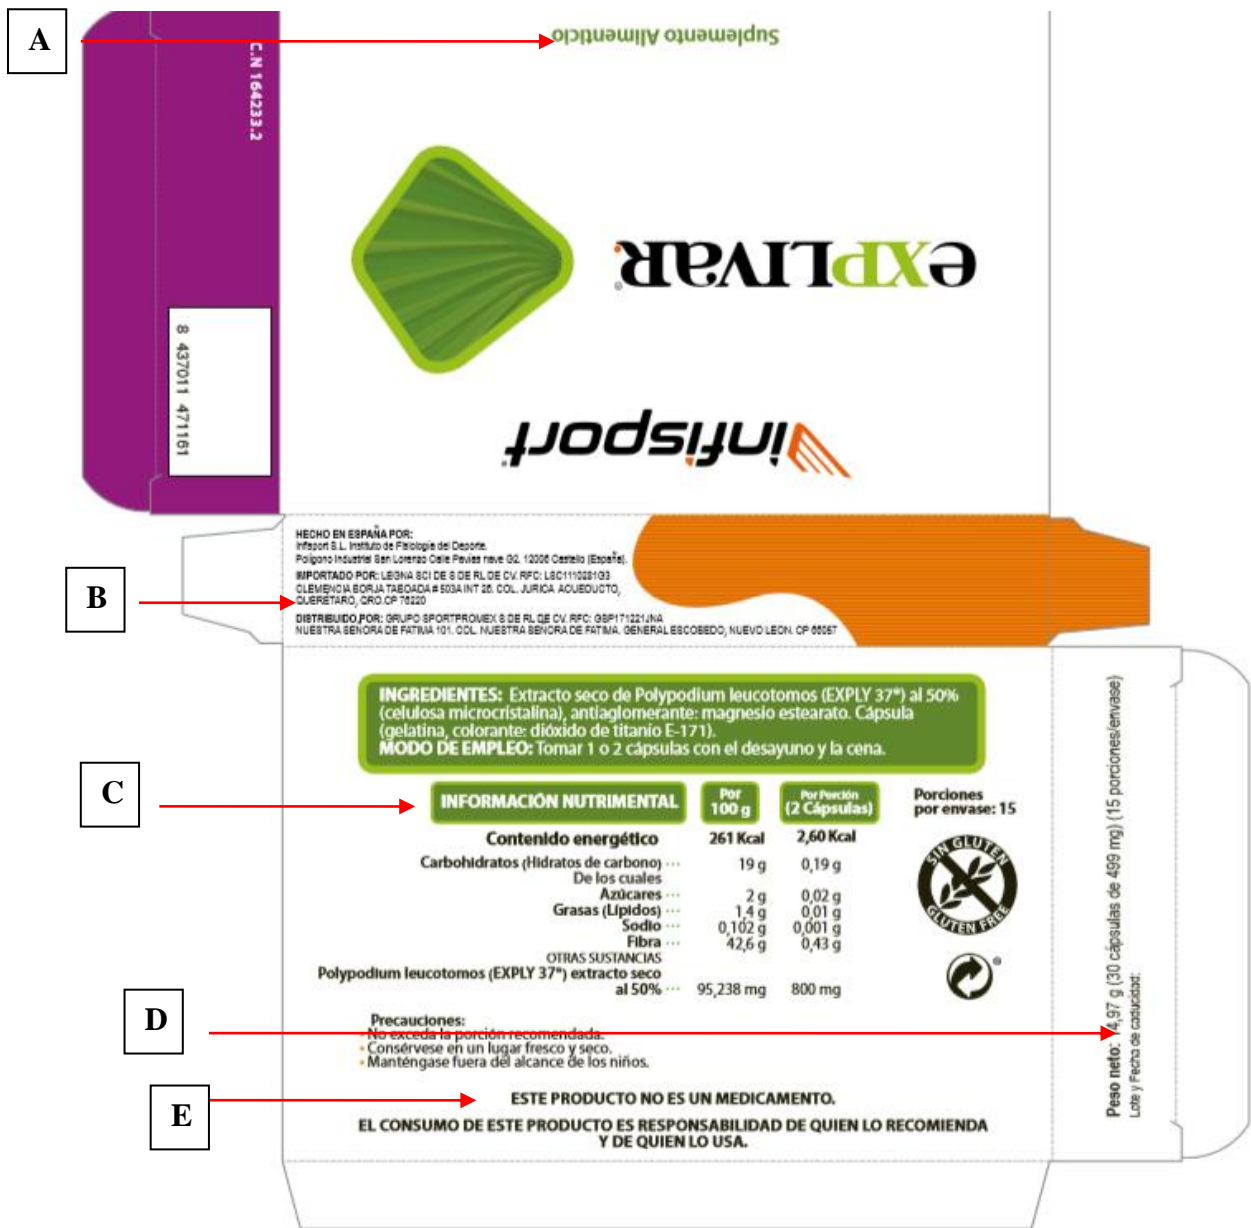 A
Suplemento Alimenticio
C.N 164233.2
exPLIVaR®
8 437011 471161
infisport®
HECHO EN ESPAÑA POR:
Infisport S.L. Instituto de Fisiología del Deporte.
Polígono Industrial San Lorenzo Calle Pavías nave G2. 12006 Castello (España).
B
IMPORTADO POR: LEGNA SCI DE S DE RL DE CV. RFC: LSC1110281G3
CLEMENCIA BORJA TABOADA # 503A INT 26. COL. JURICA ACUEDUCTO,
QUERÉTARO, QRO.CP 76220
DISTRIBUIDO POR: GRUPO SPORTPROMEX S DE RL DE CV. RFC: GSP171221JNA
NUESTRA SEÑORA DE FATIMA 101. COL. NUESTRA SEÑORA DE FATIMA. GENERAL ESCOBEDO, NUEVO LEON. CP 66057
INGREDIENTES: Extracto seco de Polypodium leucotomos (EXPLY 37*) al 50%
(celulosa microcristalina), antiaglomerante: magnesio estearato. Cápsula
(gelatina, colorante: dióxido de titanio E-171).
MODO DE EMPLEO: Tomar 1 o 2 cápsulas con el desayuno y la cena.
C
INFORMACIÓN NUTRIMENTAL Por 100 g Por Porción (2 Cápsulas)
Porciones
por envase: 15
Contenido energético 261 Kcal 2,60 Kcal
Carbohidratos (Hidratos de carbono) ··· 19 g 0,19 g
De los cuales
Azúcares ··· 2 g 0,02 g
Grasas (Lípidos) ··· 1,4 g 0,01 g
Sodio ··· 0,102 g 0,001 g
Fibra ··· 42,6 g 0,43 g
OTRAS SUSTANCIAS
Polypodium leucotomos (EXPLY 37*) extracto seco
al 50% ··· 95,238 mg 800 mg
SIN GLUTEN
GLUTEN FREE
®
D
Precauciones:
• No exceda la porción recomendada.
• Consérvese en un lugar fresco y seco.
• Manténgase fuera del alcance de los niños.
E
ESTE PRODUCTO NO ES UN MEDICAMENTO.
EL CONSUMO DE ESTE PRODUCTO ES RESPONSABILIDAD DE QUIEN LO RECOMIENDA
Y DE QUIEN LO USA.
Peso neto: 14,97 g (30 cápsulas de 499 mg) (15 porciones/envase)
Lote y Fecha de caducidad: